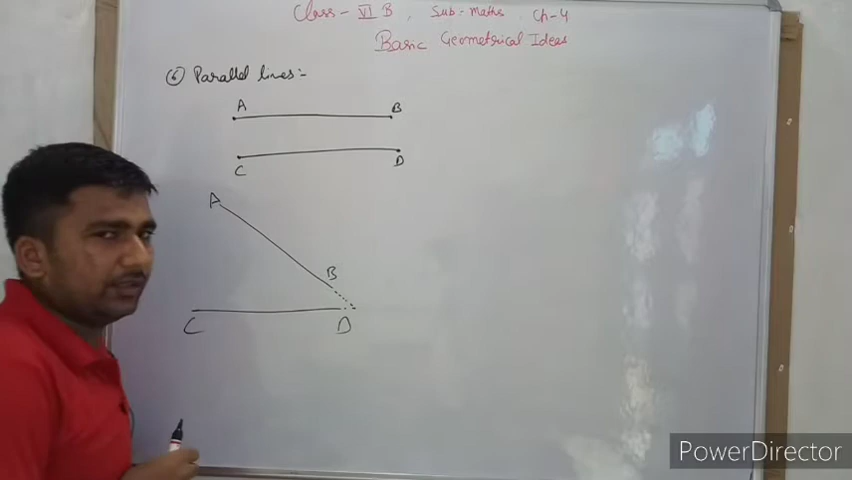 Class - VI B, Sub - Maths, Ch-4
Basic Geometrical Ideas
6 Parallel lines:-
A B
C D
A
B
C D
PowerDirector